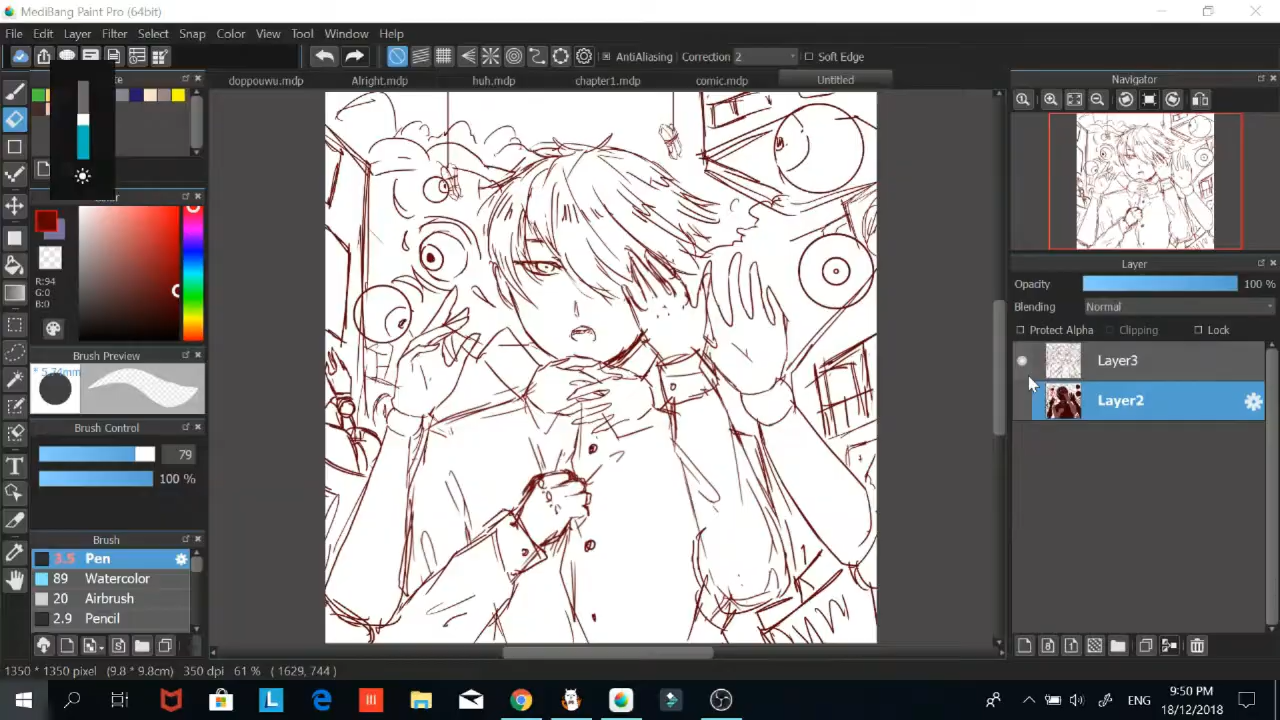 MediBang Paint Pro (64bit)
File Edit Layer Filter Select Snap Color View Tool Window Help
AntiAliasing Correction 2 Soft Edge
doppouwu.mdp Alright.mdp huh.mdp chapter1.mdp comic.mdp Untitled
Navigator
R:94
G:0
B:0
Brush Preview
* 5.74mm
Brush Control
79
100 %
Brush
3.5 Pen
89 Watercolor
20 Airbrush
2.9 Pencil
Layer
Opacity 100 %
Blending Normal
Protect Alpha Clipping Lock
Layer3
Layer2
1350 * 1350 pixel (9.8 * 9.8cm) 350 dpi 61 % ( 1629, 744 )
ENG
9:50 PM
18/12/2018